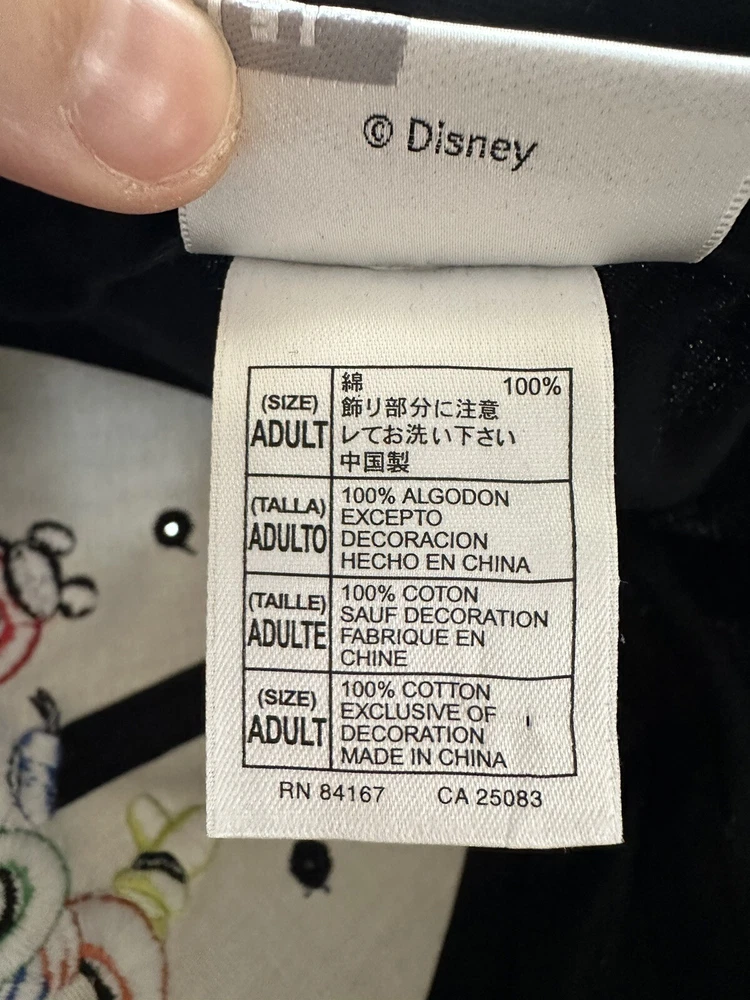 © Disney
(SIZE)
ADULT
綿 100%
飾り部分に注意
レてお洗い下さい
中国製
(TALLA)
ADULTO
100% ALGODON
EXCEPTO
DECORACION
HECHO EN CHINA
(TAILLE)
ADULTE
100% COTON
SAUF DECORATION
FABRIQUE EN
CHINE
(SIZE)
ADULT
100% COTTON
EXCLUSIVE OF
DECORATION
MADE IN CHINA
RN 84167 CA 25083